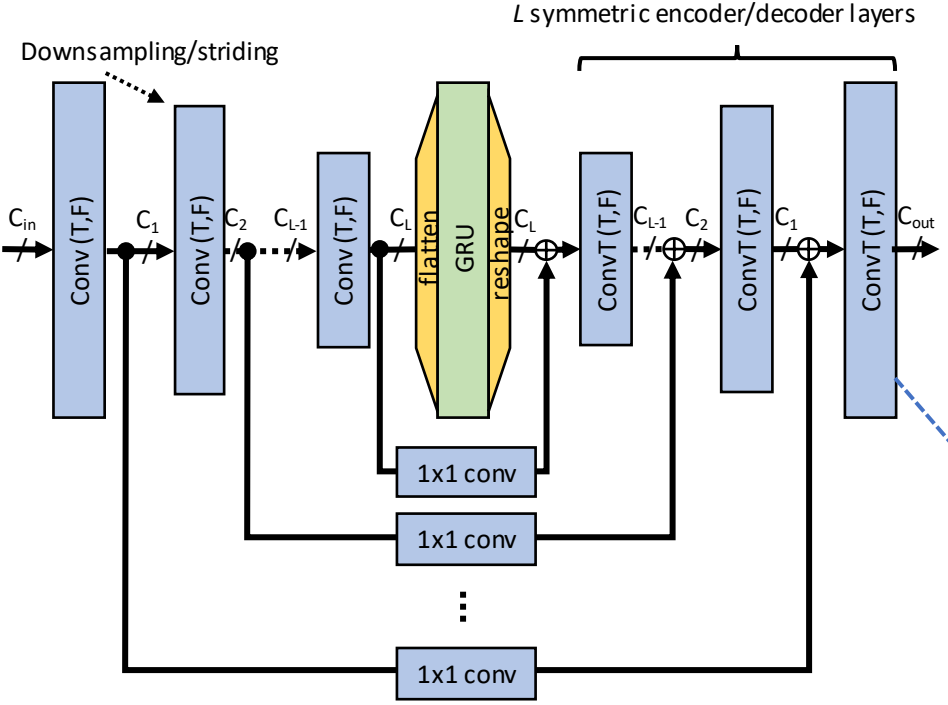 L symmetric encoder/decoder layers
Downsampling/striding
C_in
Conv (T,F)
C_1
Conv (T,F)
C_2
C_L-1
Conv (T,F)
C_L
flatten
GRU
reshape
C_L
ConvT (T,F)
C_L-1
C_2
ConvT (T,F)
C_1
ConvT (T,F)
C_out
1x1 conv
1x1 conv
1x1 conv